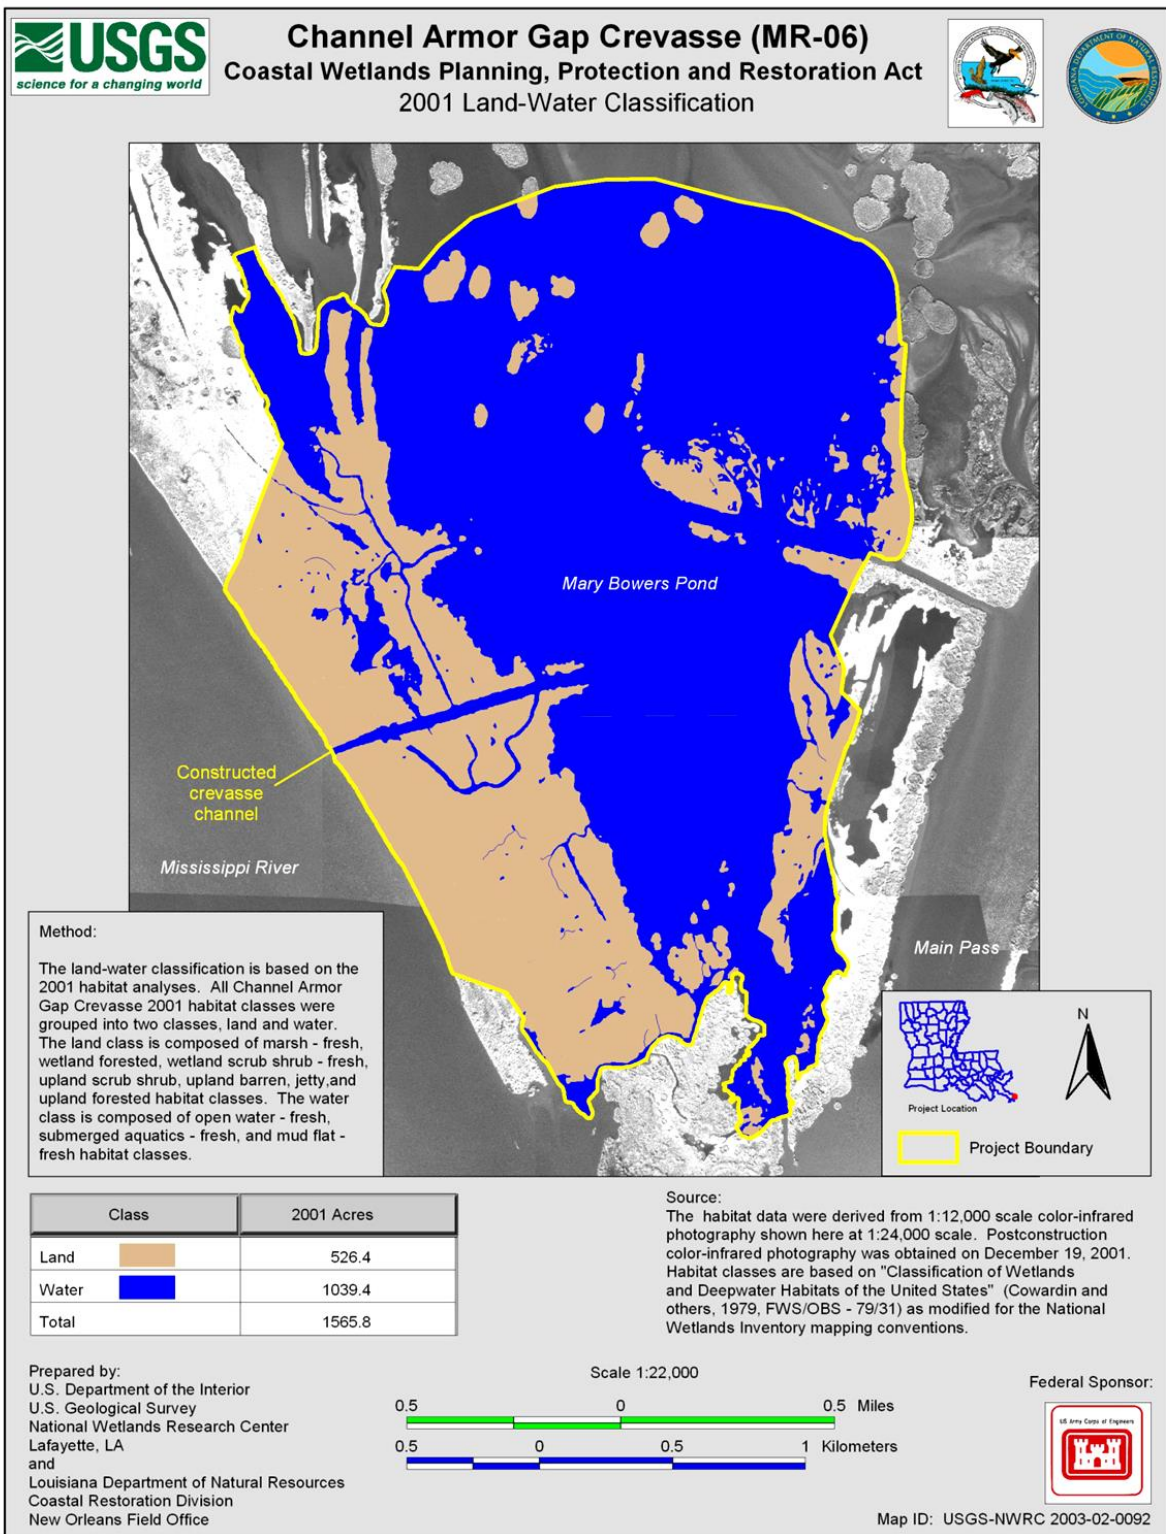 USGS
science for a changing world
Channel Armor Gap Crevasse (MR-06)
Coastal Wetlands Planning, Protection and Restoration Act
2001 Land-Water Classification
LOUISIANA DEPARTMENT OF NATURAL RESOURCES
Mary Bowers Pond
Constructed
crevasse
channel
Mississippi River
Main Pass
Method:
The land-water classification is based on the
2001 habitat analyses. All Channel Armor
Gap Crevasse 2001 habitat classes were
grouped into two classes, land and water.
The land class is composed of marsh - fresh,
wetland forested, wetland scrub shrub - fresh,
upland scrub shrub, upland barren, jetty,and
upland forested habitat classes. The water
class is composed of open water - fresh,
submerged aquatics - fresh, and mud flat -
fresh habitat classes.
N
Project Location
Project Boundary
Class 2001 Acres
Land 526.4
Water 1039.4
Total 1565.8
Source:
The habitat data were derived from 1:12,000 scale color-infrared
photography shown here at 1:24,000 scale. Postconstruction
color-infrared photography was obtained on December 19, 2001.
Habitat classes are based on "Classification of Wetlands
and Deepwater Habitats of the United States" (Cowardin and
others, 1979, FWS/OBS - 79/31) as modified for the National
Wetlands Inventory mapping conventions.
Prepared by:
U.S. Department of the Interior
U.S. Geological Survey
National Wetlands Research Center
Lafayette, LA
and
Louisiana Department of Natural Resources
Coastal Restoration Division
New Orleans Field Office
Scale 1:22,000
0.5 0 0.5 Miles
0.5 0 0.5 1 Kilometers
Federal Sponsor:
US Army Corps of Engineers
Map ID: USGS-NWRC 2003-02-0092